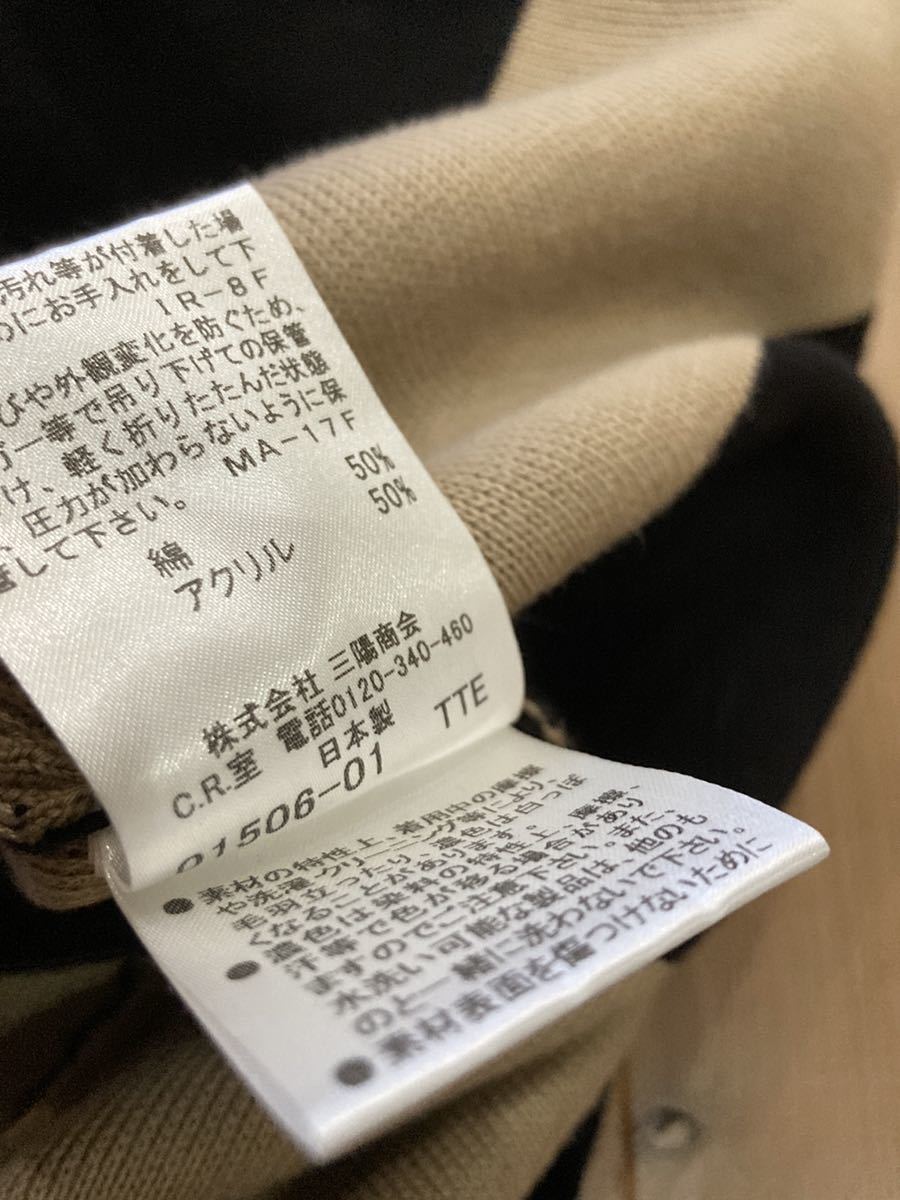 汚れ等が付着した場
にお手入れをして下
IR-8F
びや外観変化を防ぐため、
ー等で吊り下げての保管
け、軽く折りたたんだ状態
、圧力が加わらないように保
して下さい。 MA-17F
綿 50%
アクリル 50%
株式会社 三陽商会
C.R.室 電話0120-340-460
日本製 TTE
01506-01
●素材の特性上、着用中の摩擦
や洗濯クリーニング等により、
毛羽立ったり、濃色は白っぽ
くなることがあります。
●濃色は染料の特性上、摩擦、
汗等で色が移る場合があり
ますのでご注意下さい。また、
水洗い可能な製品は、他のも
のと一緒に洗わないで下さい。
●素材表面を傷つけないために